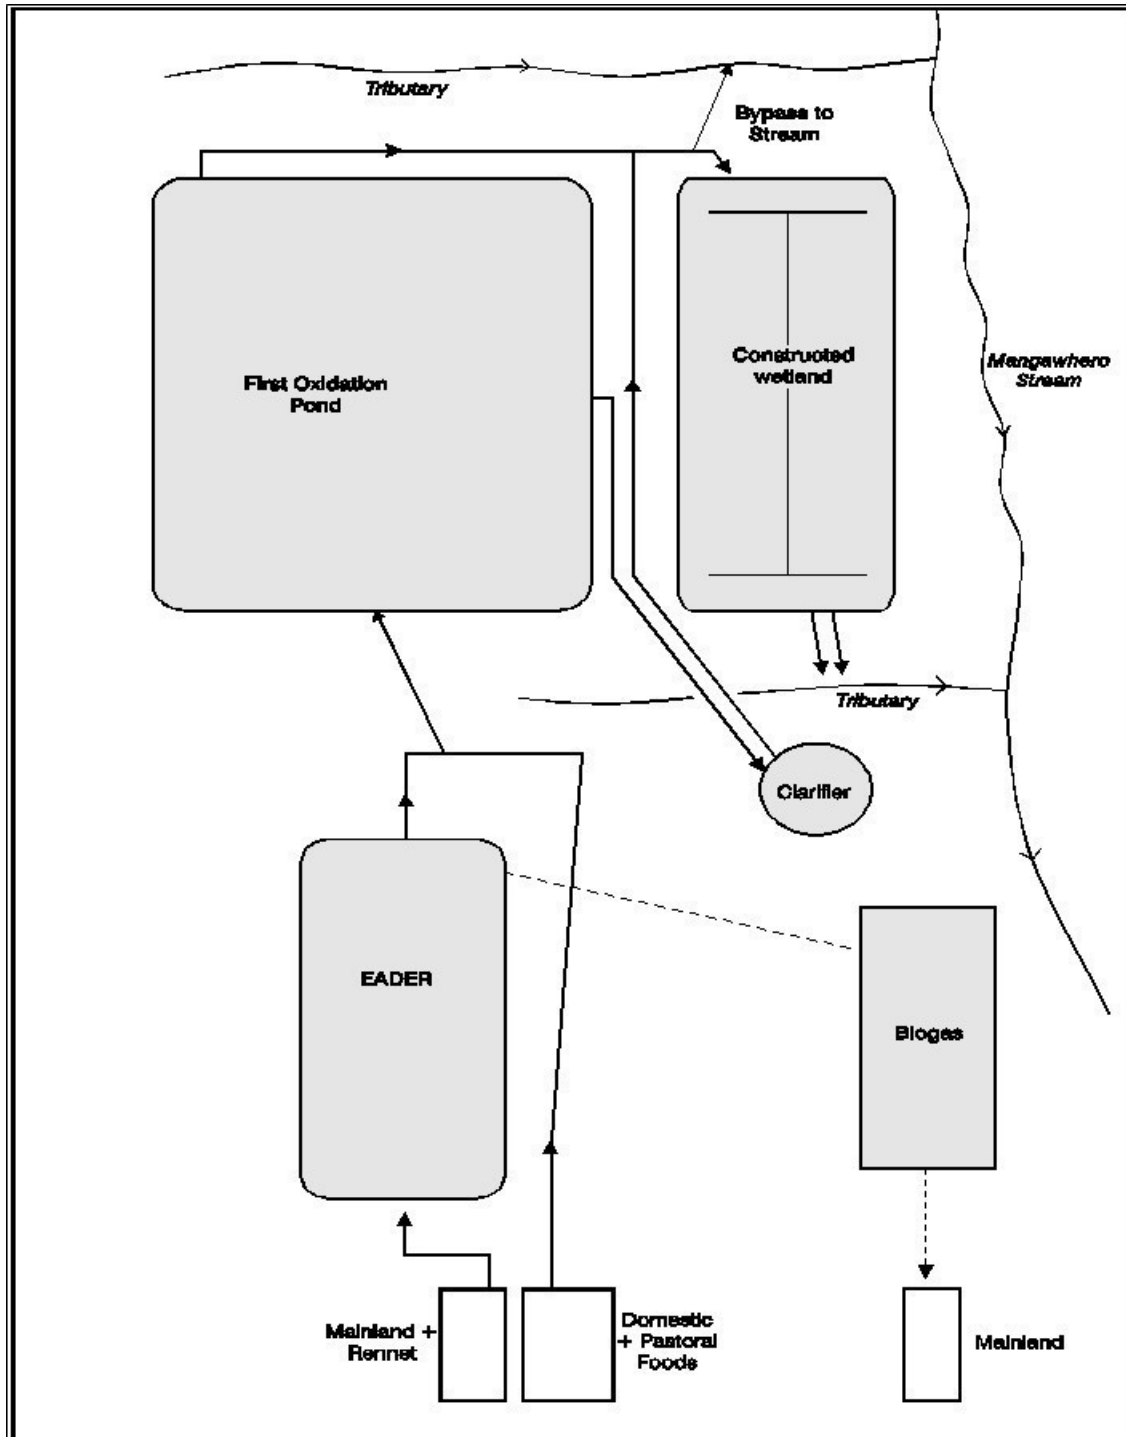 Tributary
Bypass to
Stream
First Oxidation
Pond
Constructed
wetland
Mangawhero
Stream
Tributary
Clarifier
EADER
Biogas
Mainland +
Rennet
Domestic
+ Pastoral
Foods
Mainland